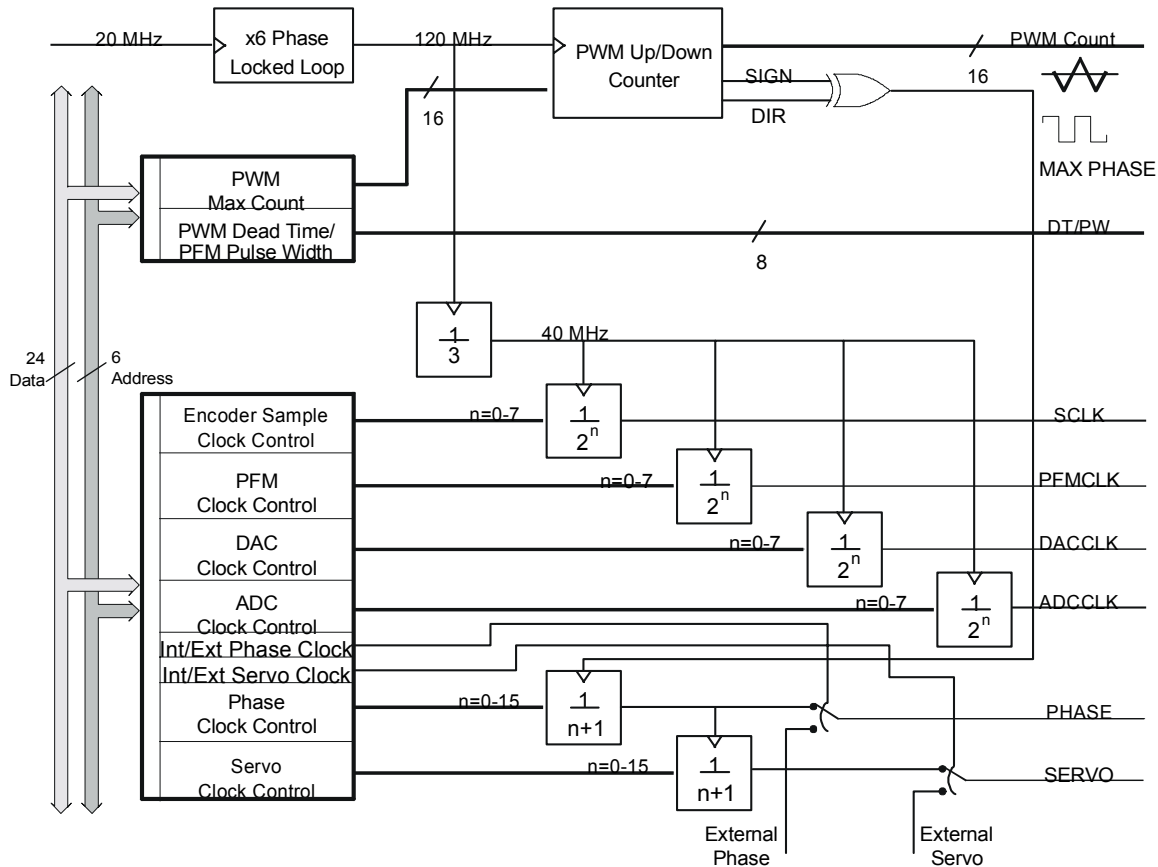 20 MHz
x6 Phase
Locked Loop
120 MHz
PWM Up/Down
Counter
SIGN
DIR
16
PWM Count
16
MAX PHASE
PWM
Max Count
PWM Dead Time/
PFM Pulse Width
8
DT/PW
24
Data
6
Address
1
3
40 MHz
Encoder Sample
Clock Control
n=0-7
1
2^n
SCLK
PFM
Clock Control
n=0-7
1
2^n
PFMCLK
DAC
Clock Control
n=0-7
1
2^n
DACCLK
ADC
Clock Control
n=0-7
1
2^n
ADCCLK
Int/Ext Phase Clock
Int/Ext Servo Clock
Phase
Clock Control
n=0-15
1
n+1
PHASE
Servo
Clock Control
n=0-15
1
n+1
SERVO
External
Phase
External
Servo